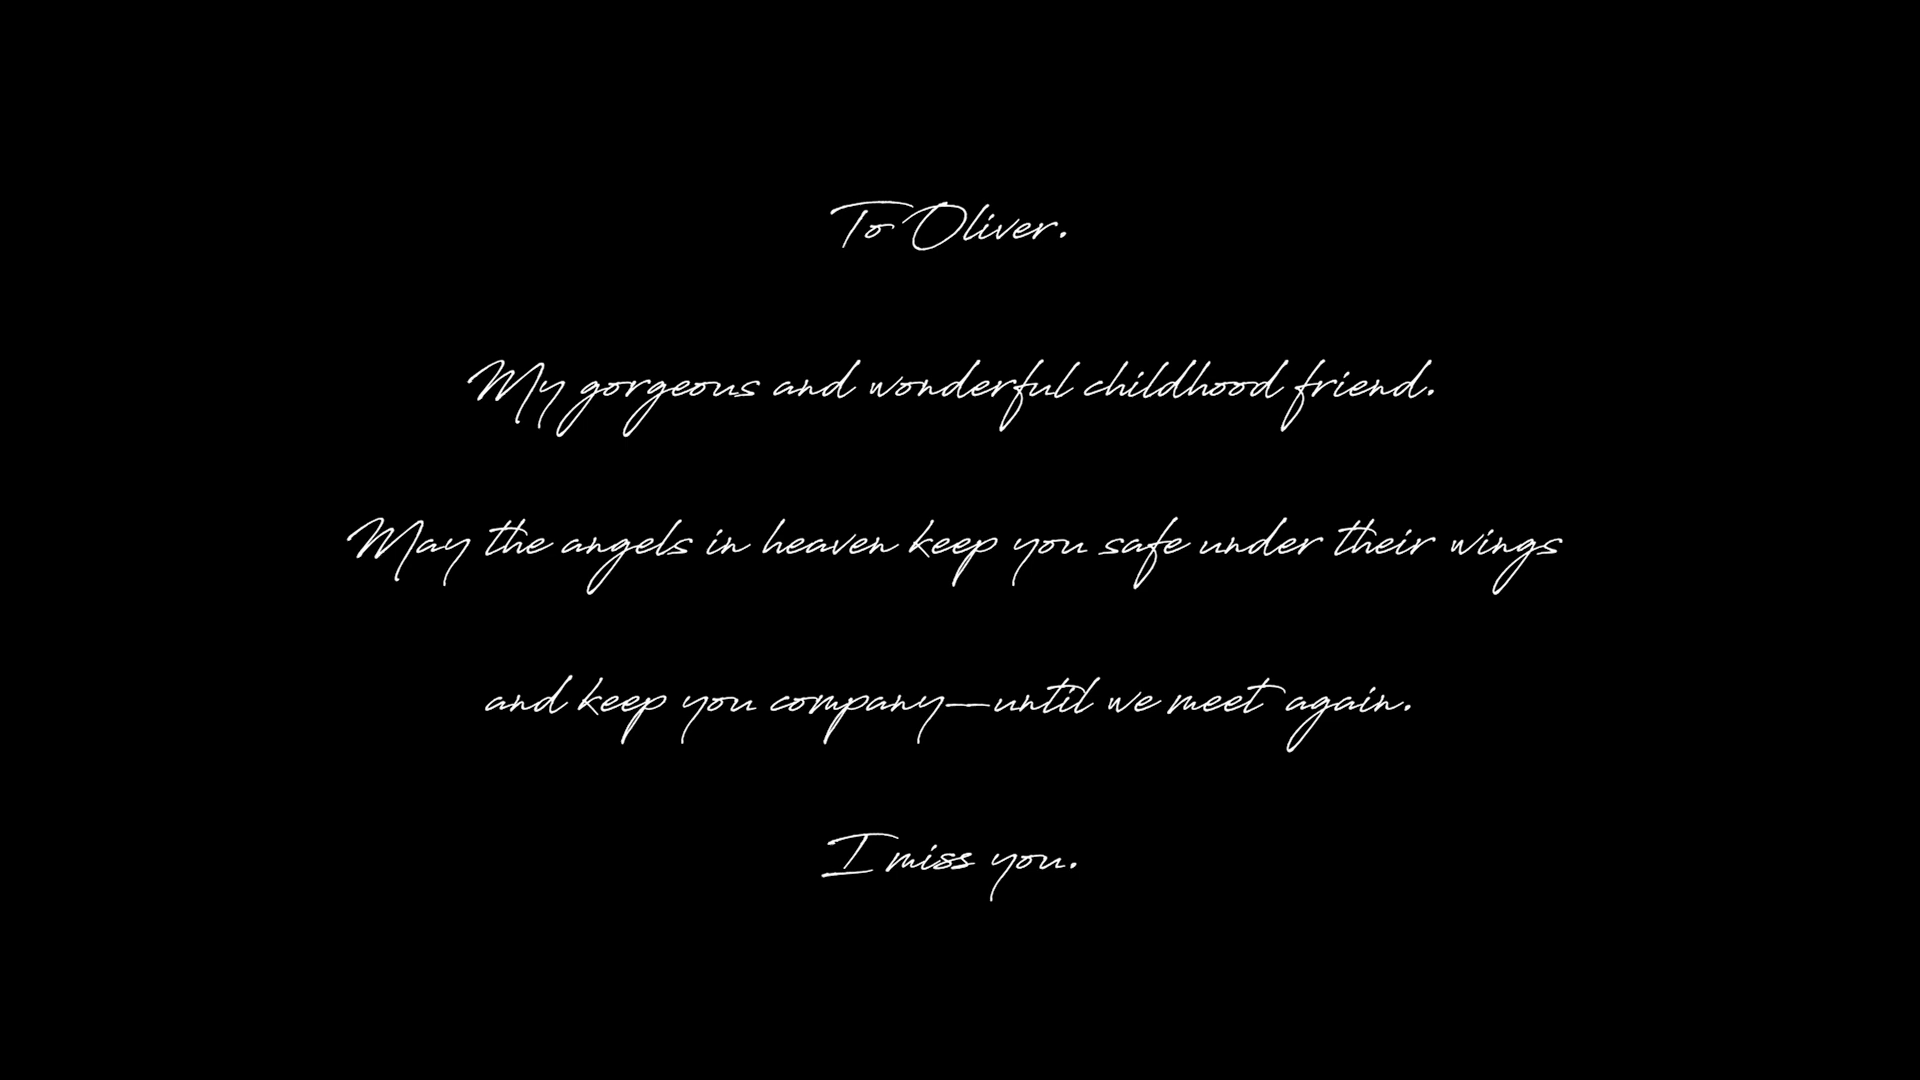 To Oliver.
My gorgeous and wonderful childhood friend.
May the angels in heaven keep you safe under their wings
and keep you company—until we meet again.
I miss you.